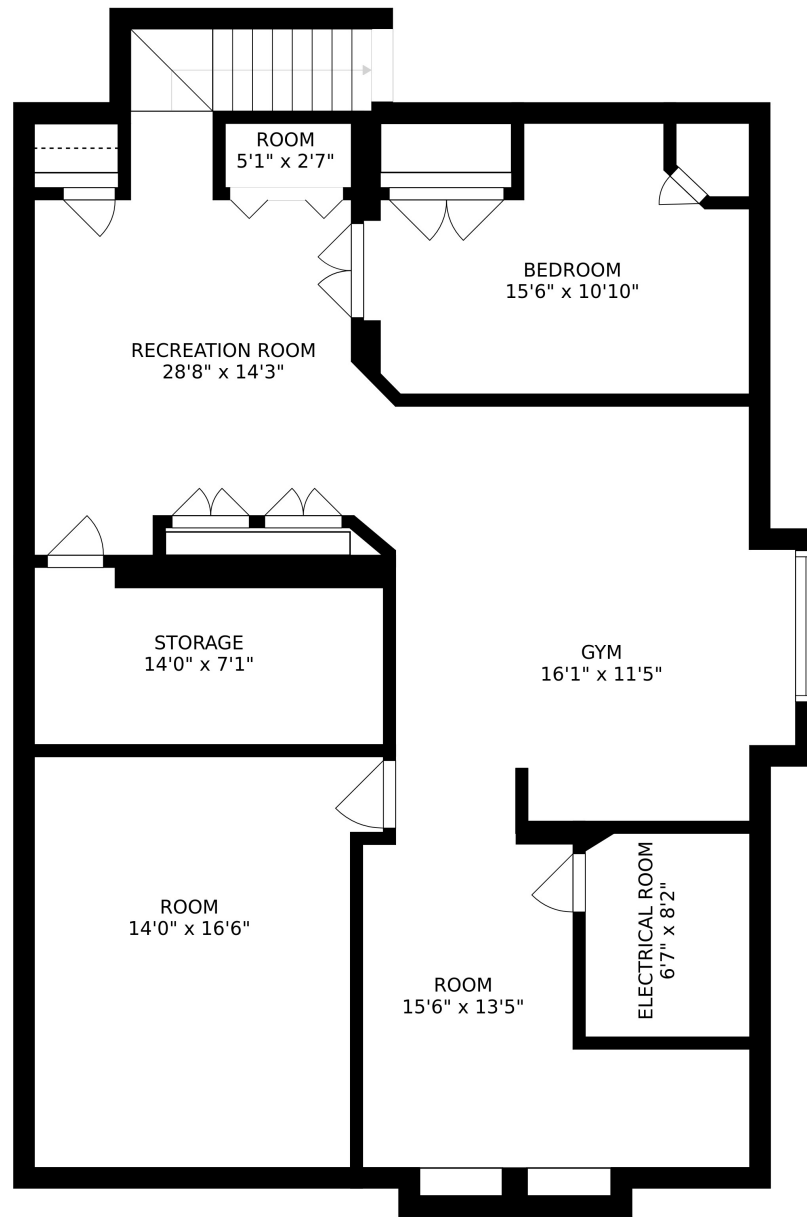 ROOM
5'1" x 2'7"
BEDROOM
15'6" x 10'10"
RECREATION ROOM
28'8" x 14'3"
STORAGE
14'0" x 7'1"
GYM
16'1" x 11'5"
ROOM
14'0" x 16'6"
ELECTRICAL ROOM
6'7" x 8'2"
ROOM
15'6" x 13'5"